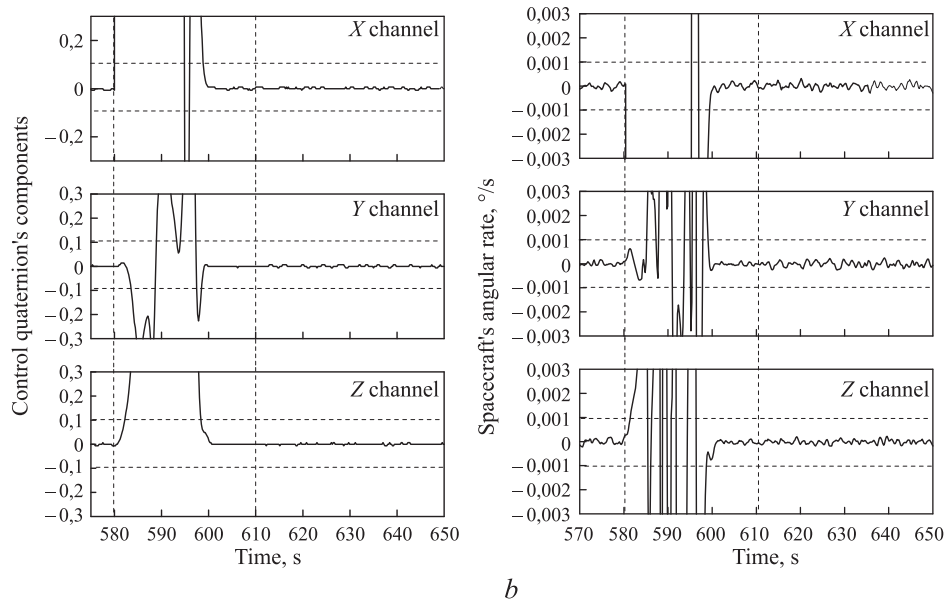 Control quaternion's components
X channel
0,2
0
−0,2
Y channel
0,3
0,2
0,1
0
−0,1
−0,2
−0,3
Z channel
0,3
0,2
0,1
0
−0,1
−0,2
−0,3
580 590 600 610 620 630 640 650
Time, s
Spacecraft's angular rate, °/s
X channel
0,003
0,002
0,001
0
−0,001
−0,002
−0,003
Y channel
0,003
0,002
0,001
0
−0,001
−0,002
−0,003
Z channel
0,003
0,002
0,001
0
−0,001
−0,002
−0,003
570 580 590 600 610 620 630 640 650
Time, s
b